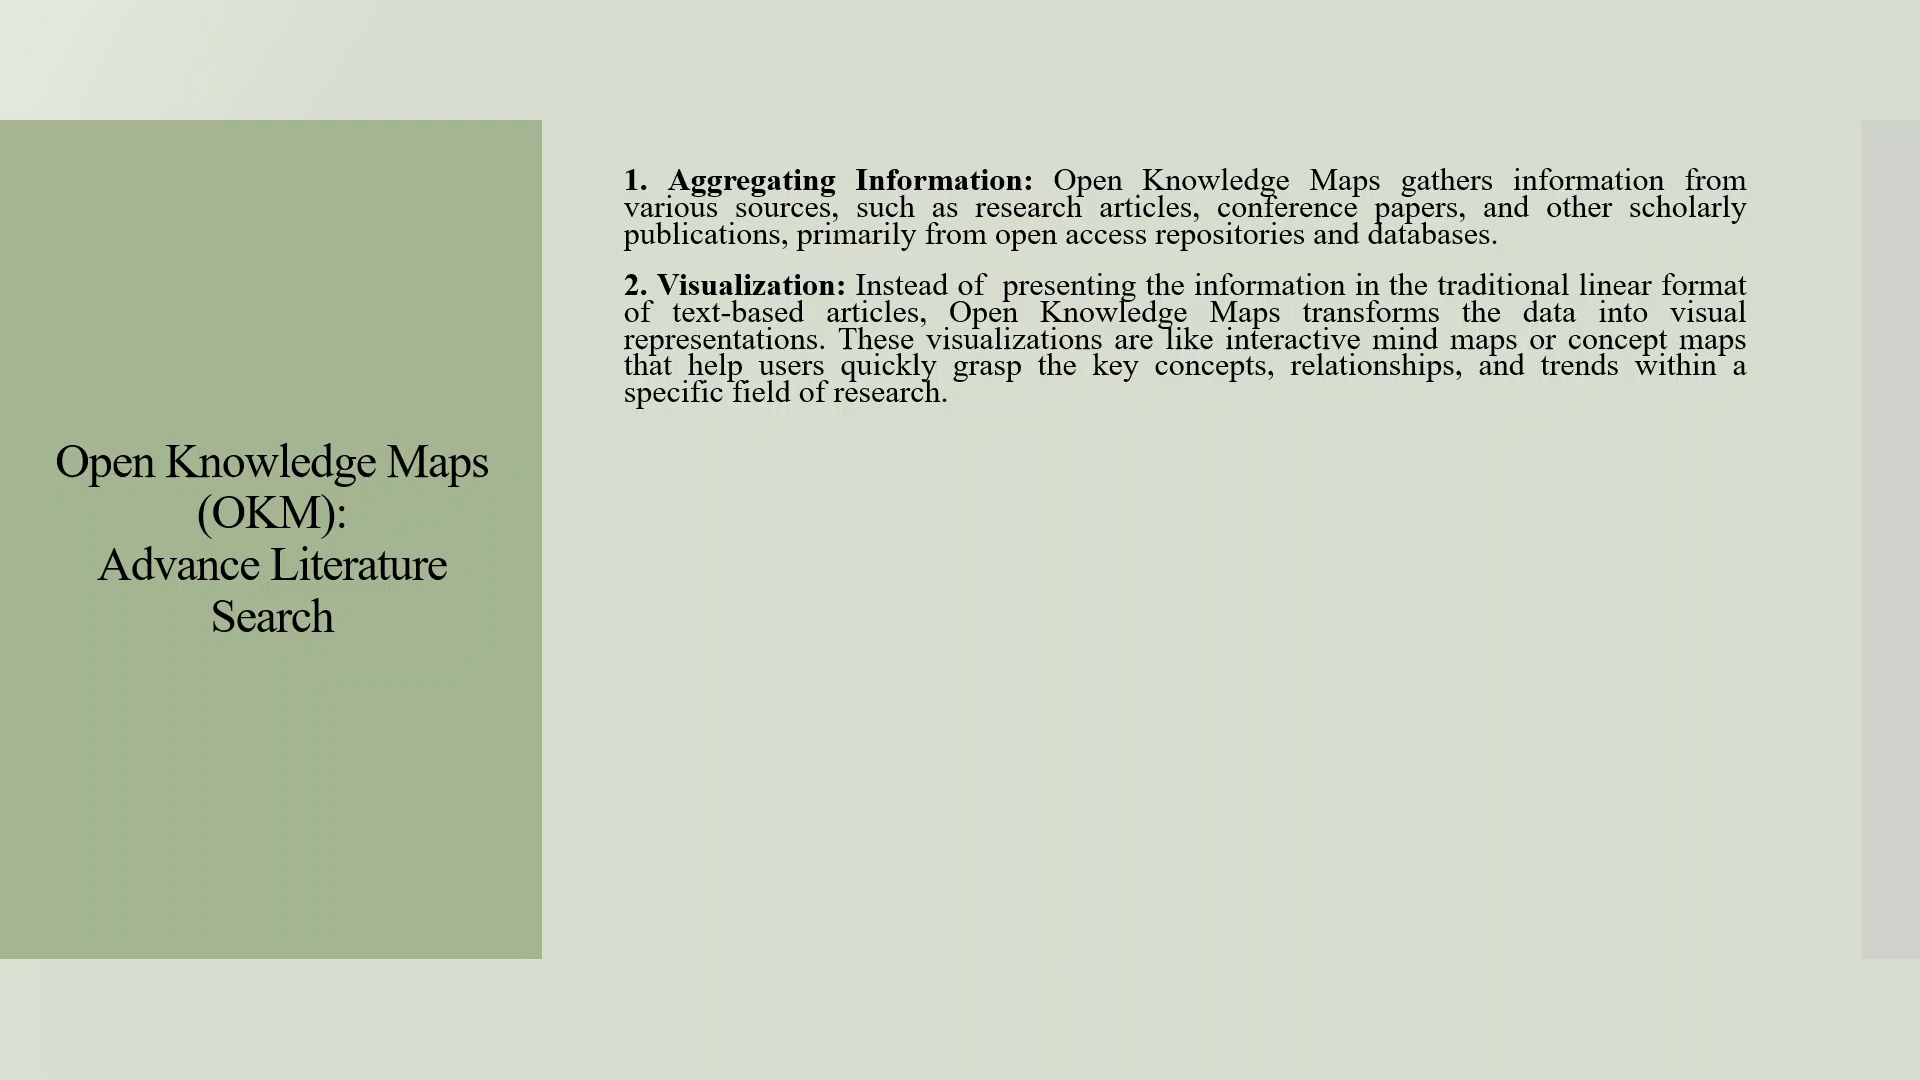 Open Knowledge Maps
(OKM):
Advance Literature
Search
1. Aggregating Information: Open Knowledge Maps gathers information from
various sources, such as research articles, conference papers, and other scholarly
publications, primarily from open access repositories and databases.
2. Visualization: Instead of presenting the information in the traditional linear format
of text-based articles, Open Knowledge Maps transforms the data into visual
representations. These visualizations are like interactive mind maps or concept maps
that help users quickly grasp the key concepts, relationships, and trends within a
specific field of research.